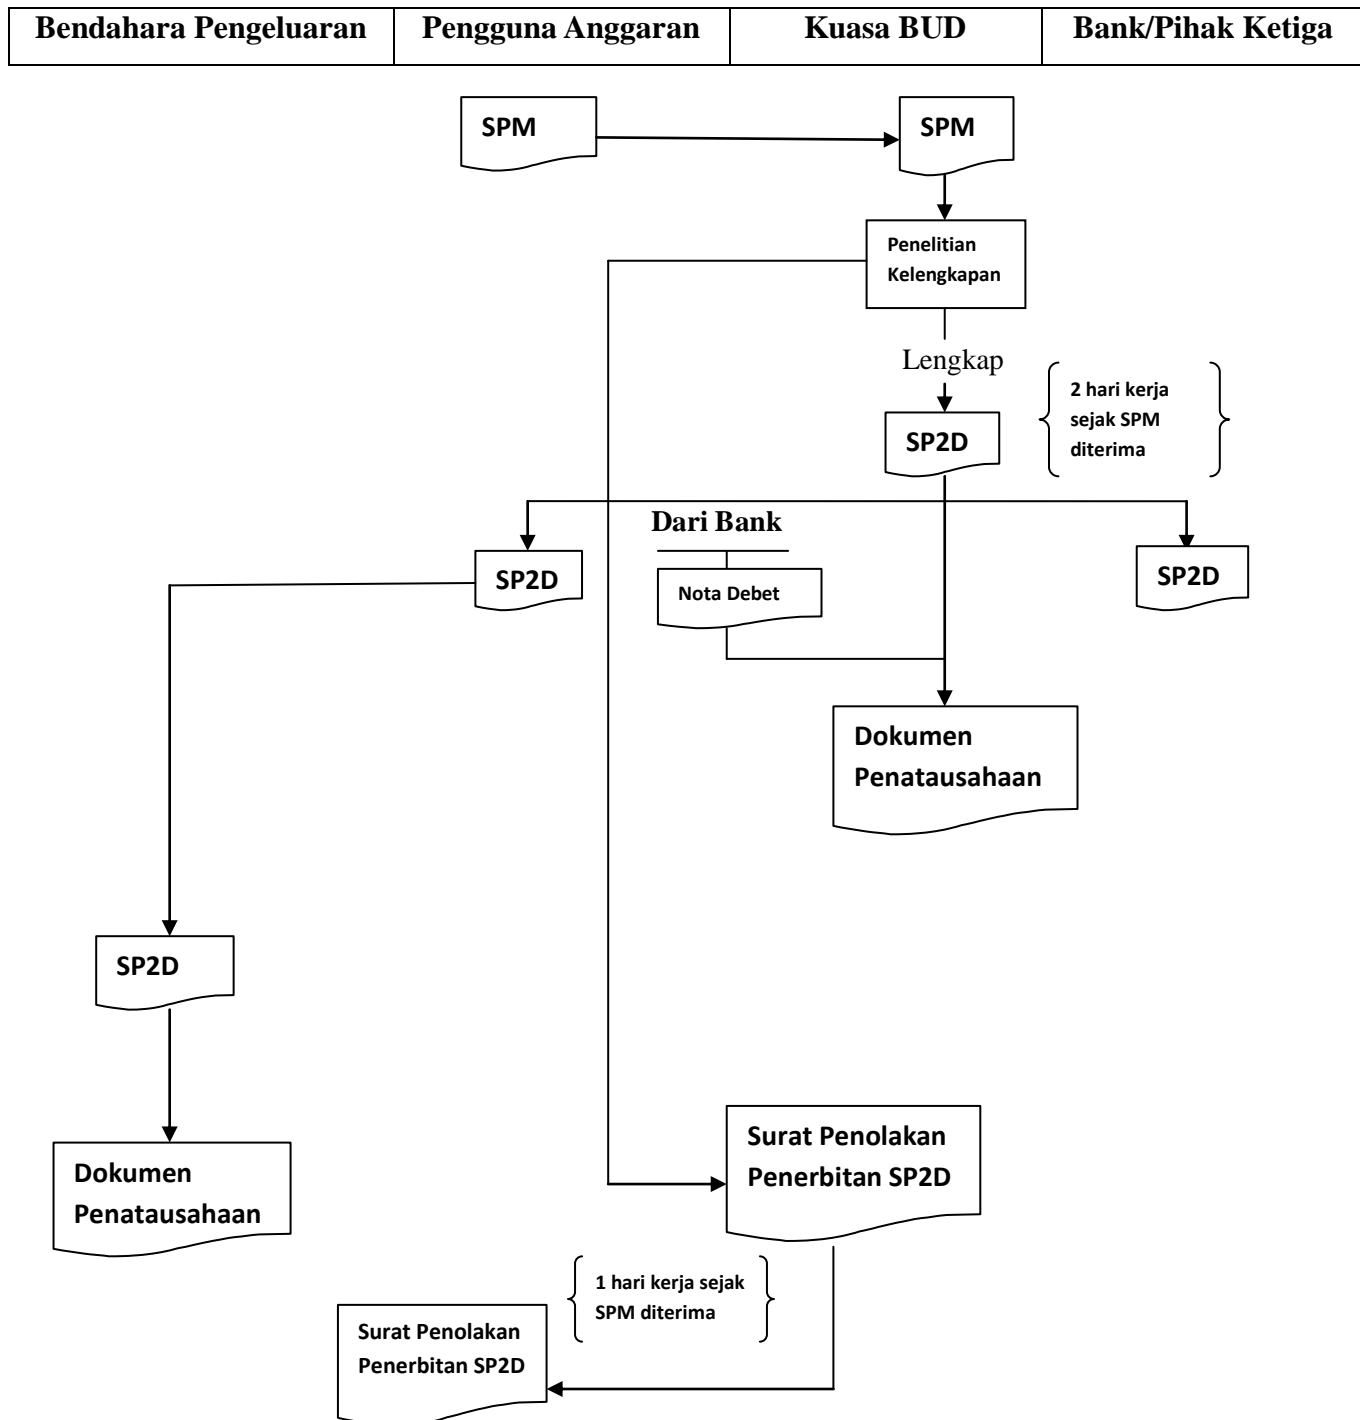 Bendahara Pengeluaran
Pengguna Anggaran
Kuasa BUD
Bank/Pihak Ketiga
SPM
SPM
Penelitian
Kelengkapan
Lengkap
2 hari kerja
sejak SPM
diterima
SP2D
Dari Bank
SP2D
Nota Debet
SP2D
Dokumen
Penatausahaan
SP2D
Surat Penolakan
Penerbitan SP2D
Dokumen
Penatausahaan
1 hari kerja sejak
SPM diterima
Surat Penolakan
Penerbitan SP2D